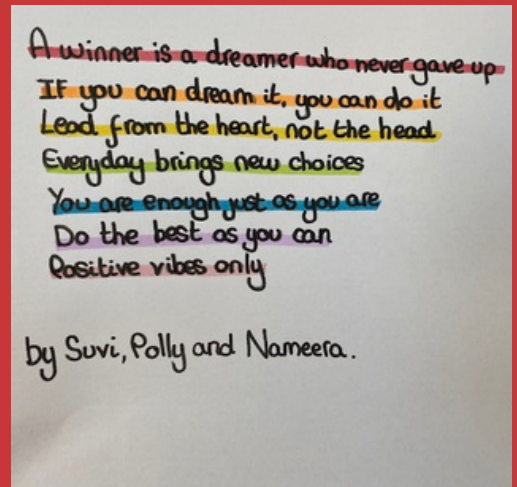 A winner is a dreamer who never gave up
If you can dream it, you can do it
Lead from the heart, not the head
Everyday brings new choices
You are enough just as you are
Do the best as you can
Positive vibes only
by Suvi, Polly and Nameera.